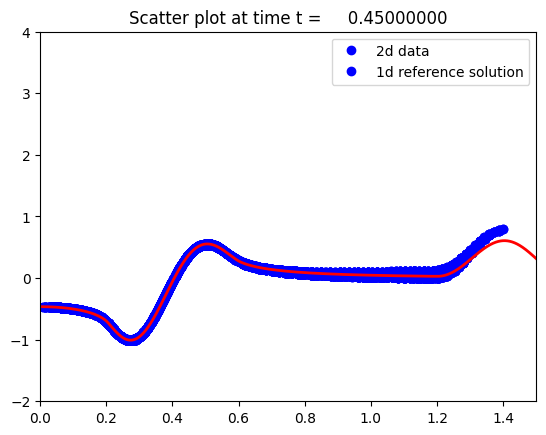 Scatter plot at time t = 0.45000000
2d data
1d reference solution
4
3
2
1
0
−1
−2
0.0 0.2 0.4 0.6 0.8 1.0 1.2 1.4